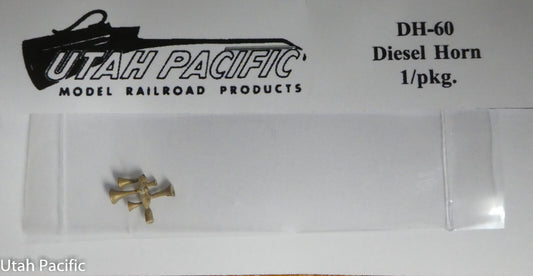 UTAH PACIFIC
MODEL RAILROAD PRODUCTS
DH-60
Diesel Horn
1/pkg.
Utah Pacific